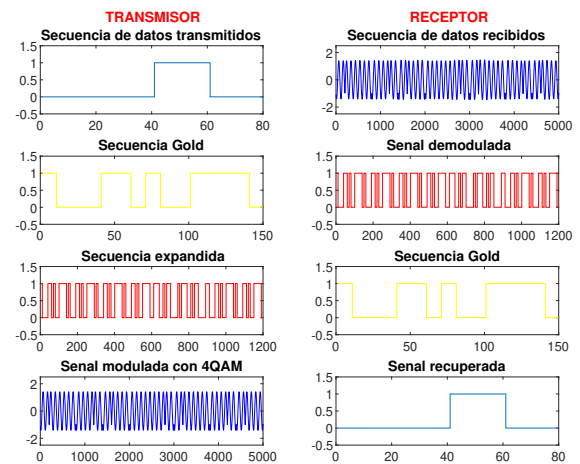 TRANSMISOR
Secuencia de datos transmitidos
1.5
1
0.5
0
-0.5
0 20 40 60 80
Secuencia Gold
1.5
1
0.5
0
-0.5
0 50 100 150
Secuencia expandida
1.5
1
0.5
0
-0.5
0 200 400 600 800 1000 1200
Senal modulada con 4QAM
2
0
-2
0 1000 2000 3000 4000 5000
RECEPTOR
Secuencia de datos recibidos
2
0
-2
0 1000 2000 3000 4000 5000
Senal demodulada
1.5
1
0.5
0
-0.5
0 200 400 600 800 1000 1200
Secuencia Gold
1.5
1
0.5
0
-0.5
0 50 100 150
Senal recuperada
1.5
1
0.5
0
-0.5
0 20 40 60 80